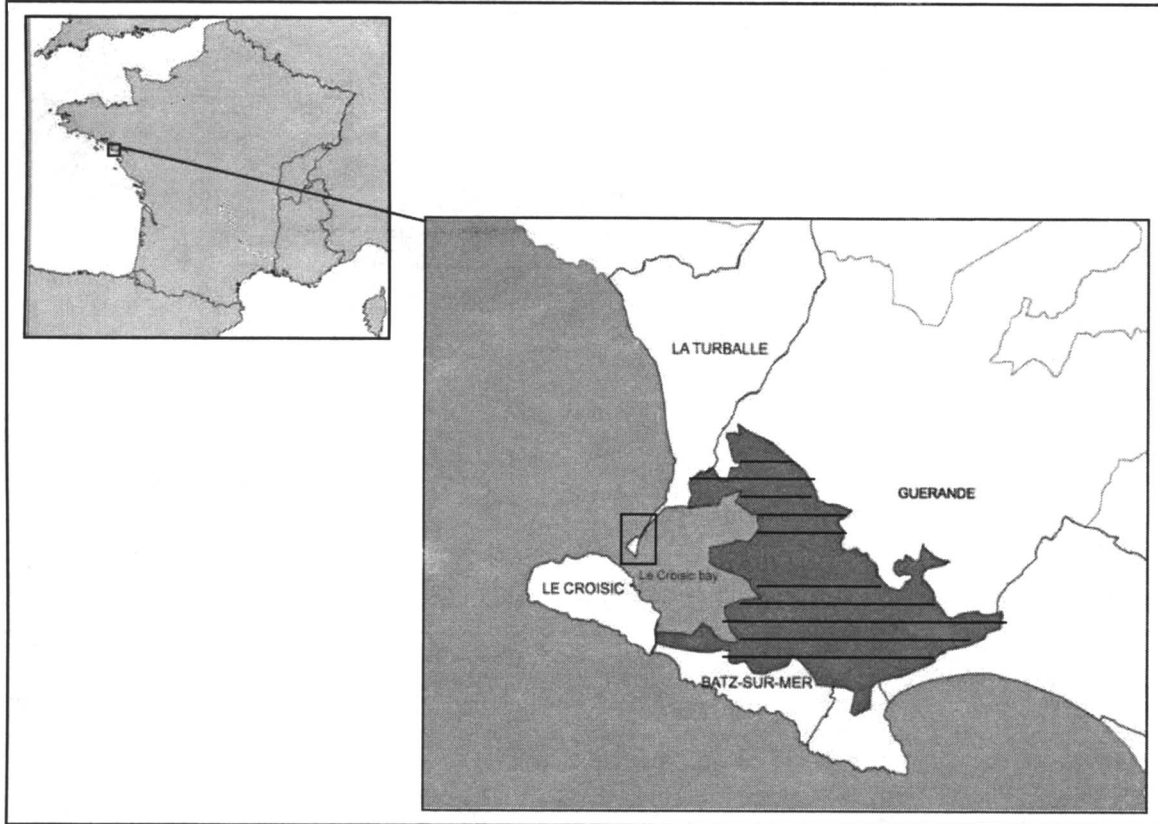 LA TURBALLE
GUERANDE
Le Croisic bay
LE CROISIC
BATZ-SUR-MER